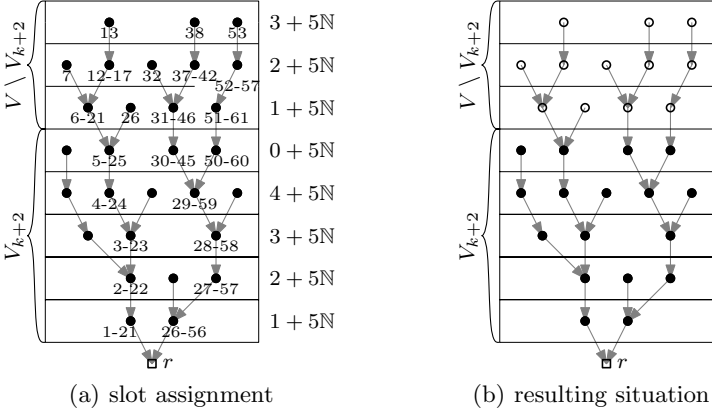 13 38 53 3 + 5ℕ
7 12-17 32 37-42 2 + 5ℕ
52-57
6-21 26 31-46 51-61 1 + 5ℕ
V \ V_{k+2}
5-25 30-45 50-60 0 + 5ℕ
4-24 29-59 4 + 5ℕ
3-23 28-58 3 + 5ℕ
2-22 27-57 2 + 5ℕ
1-21 26-56 1 + 5ℕ
V_{k+2}
r
(a) slot assignment
V \ V_{k+2}
V_{k+2}
r
(b) resulting situation